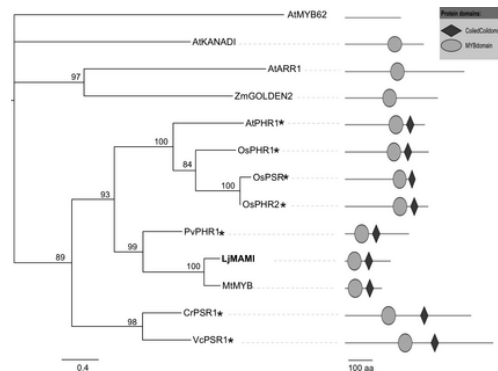 AtMYB62
Protein domains:
CoiledCoildomain
MYBdomain
AtKANADI
AtARR1
97
ZmGOLDEN2
AtPHR1*
100
OsPHR1*
84
OsPSR*
100
OsPHR2*
93
PvPHR1*
99
LjMAMI
100
MtMYB
89
CrPSR1*
98
VcPSR1*
0.4
100 aa